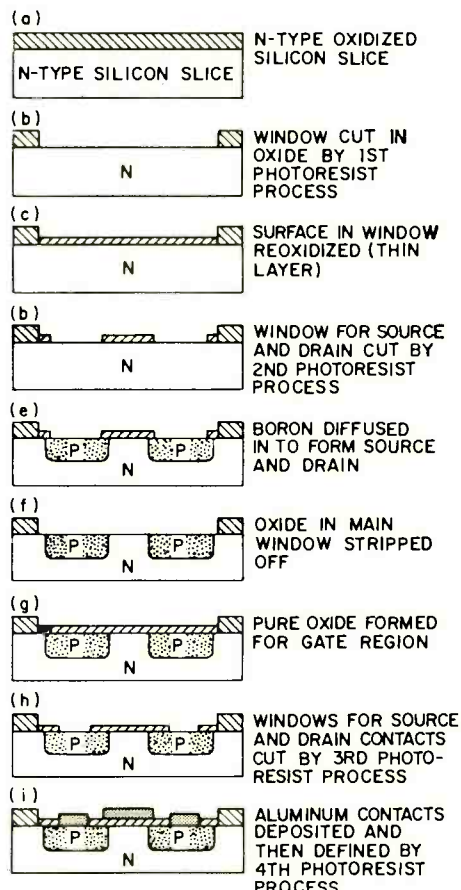 (a)
N-TYPE OXIDIZED
SILICON SLICE
N-TYPE SILICON SLICE
(b)
N
WINDOW CUT IN
OXIDE BY 1ST
PHOTORESIST
PROCESS
(c)
N
SURFACE IN WINDOW
REOXIDIZED (THIN
LAYER)
(b)
N
WINDOW FOR SOURCE
AND DRAIN CUT BY
2ND PHOTORESIST
PROCESS
(e)
P
P
N
BORON DIFFUSED
IN TO FORM SOURCE
AND DRAIN
(f)
P
P
N
OXIDE IN MAIN
WINDOW STRIPPED
OFF
(g)
P
P
N
PURE OXIDE FORMED
FOR GATE REGION
(h)
P
P
N
WINDOWS FOR SOURCE
AND DRAIN CONTACTS
CUT BY 3RD PHOTO-
RESIST PROCESS
(i)
P
P
N
ALUMINUM CONTACTS
DEPOSITED AND
THEN DEFINED BY
4TH PHOTORESIST
PROCESS